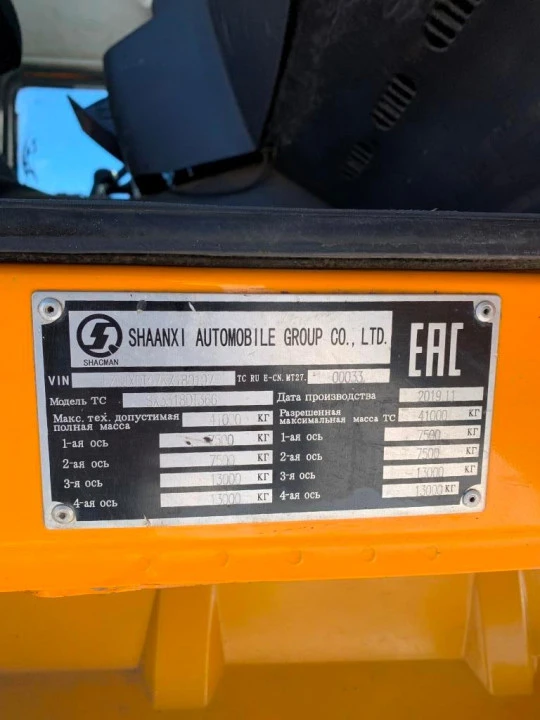 SHACMAN
SHAANXI AUTOMOBILE GROUP CO., LTD.
EAC
VIN TC RU E-CN.MT27. 00033
Модель ТС Дата производства 2019.11
Макс. тех. допустимая полная масса 41000 КГ
Разрешенная максимальная масса ТС 41000 КГ
1-ая ось 7500 КГ 1-ая ось 7500 КГ
2-ая ось 7500 КГ 2-ая ось 7500 КГ
3-я ось 13000 КГ 3-я ось 13000 КГ
4-ая ось 13000 КГ 4-ая ось 13000 КГ